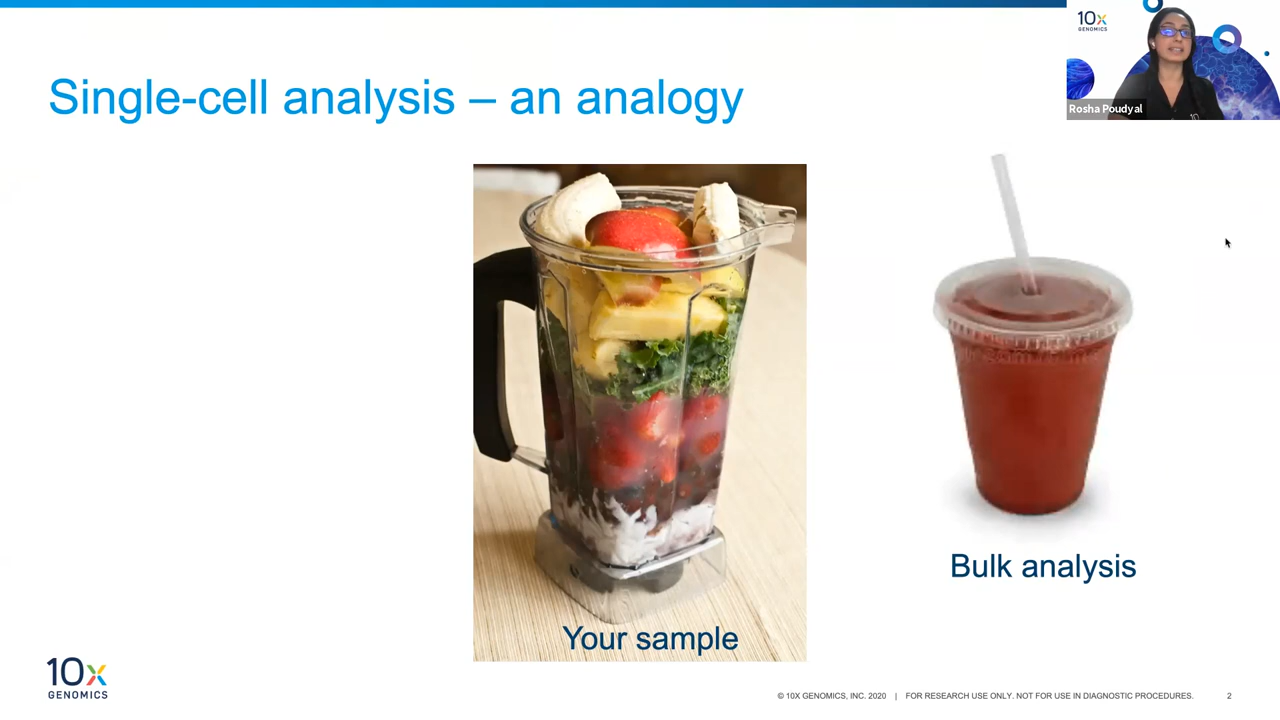 10x
GENOMICS
Rosha Poudyal
Single-cell analysis – an analogy
Bulk analysis
Your sample
10x
GENOMICS
© 10X GENOMICS, INC. 2020 | FOR RESEARCH USE ONLY. NOT FOR USE IN DIAGNOSTIC PROCEDURES. 2